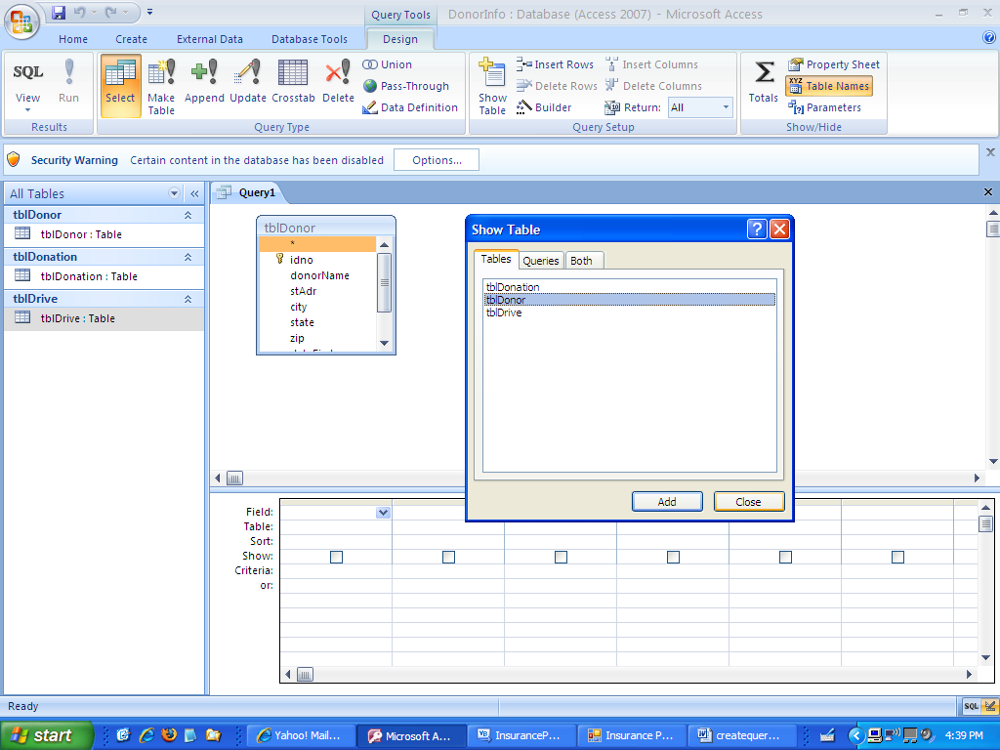 Query Tools
DonorInfo : Database (Access 2007) - Microsoft Access
Home Create External Data Database Tools Design
SQL
View
Run
Results
Select
Make Table
Append
Update
Crosstab
Delete
Union
Pass-Through
Data Definition
Query Type
Show Table
Insert Rows
Delete Rows
Builder
Insert Columns
Delete Columns
Return: All
Query Setup
Σ
Totals
Property Sheet
XYZ Table Names
Parameters
Show/Hide
Security Warning Certain content in the database has been disabled Options...
All Tables
tblDonor
tblDonor : Table
tblDonation
tblDonation : Table
tblDrive
tblDrive : Table
Query1
tblDonor
*
idno
donorName
stAdr
city
state
zip
Show Table
Tables Queries Both
tblDonation
tblDonor
tblDrive
Add Close
Field:
Table:
Sort:
Show:
Criteria:
or:
Ready
SQL
start
Yahoo! Mail...
Microsoft A...
InsuranceP...
Insurance P...
createquer...
4:39 PM